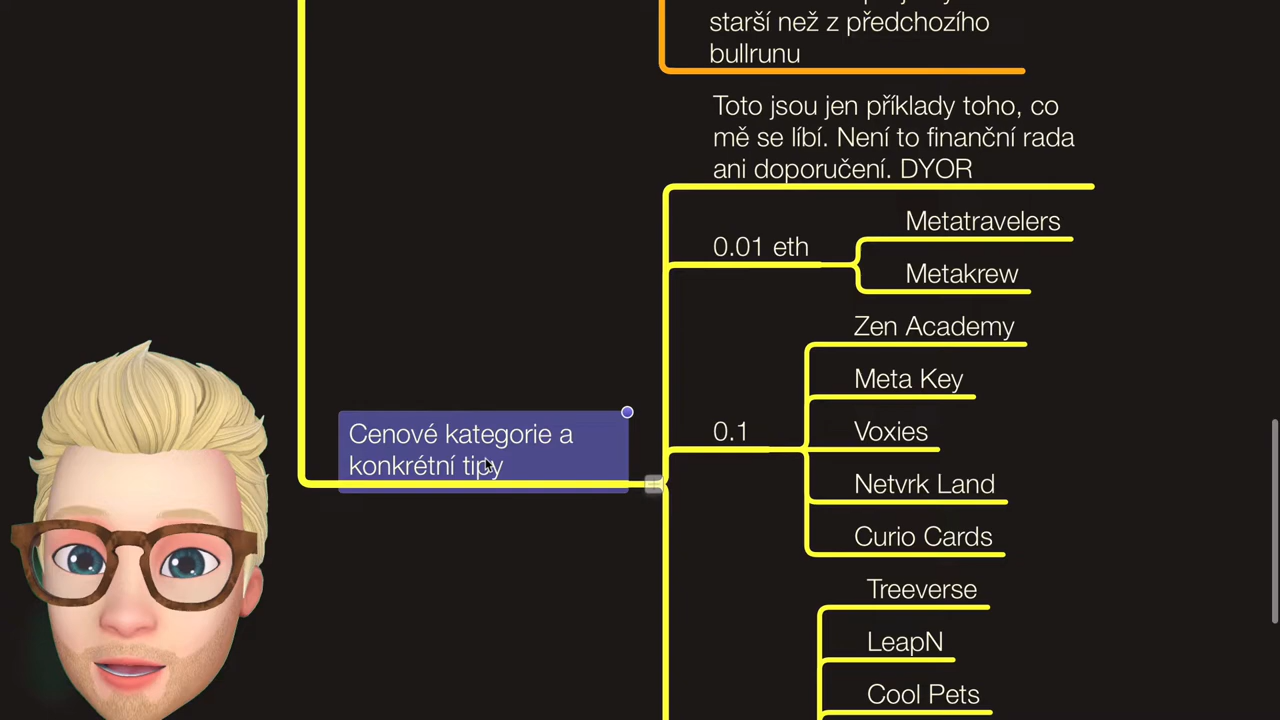 starší než z předchozího
bullrunu
Toto jsou jen příklady toho, co
mě se líbí. Není to finanční rada
ani doporučení. DYOR
0.01 eth
Metatravelers
Metakrew
Cenové kategorie a
konkrétní tipy
0.1
Zen Academy
Meta Key
Voxies
Netvrk Land
Curio Cards
Treeverse
LeapN
Cool Pets